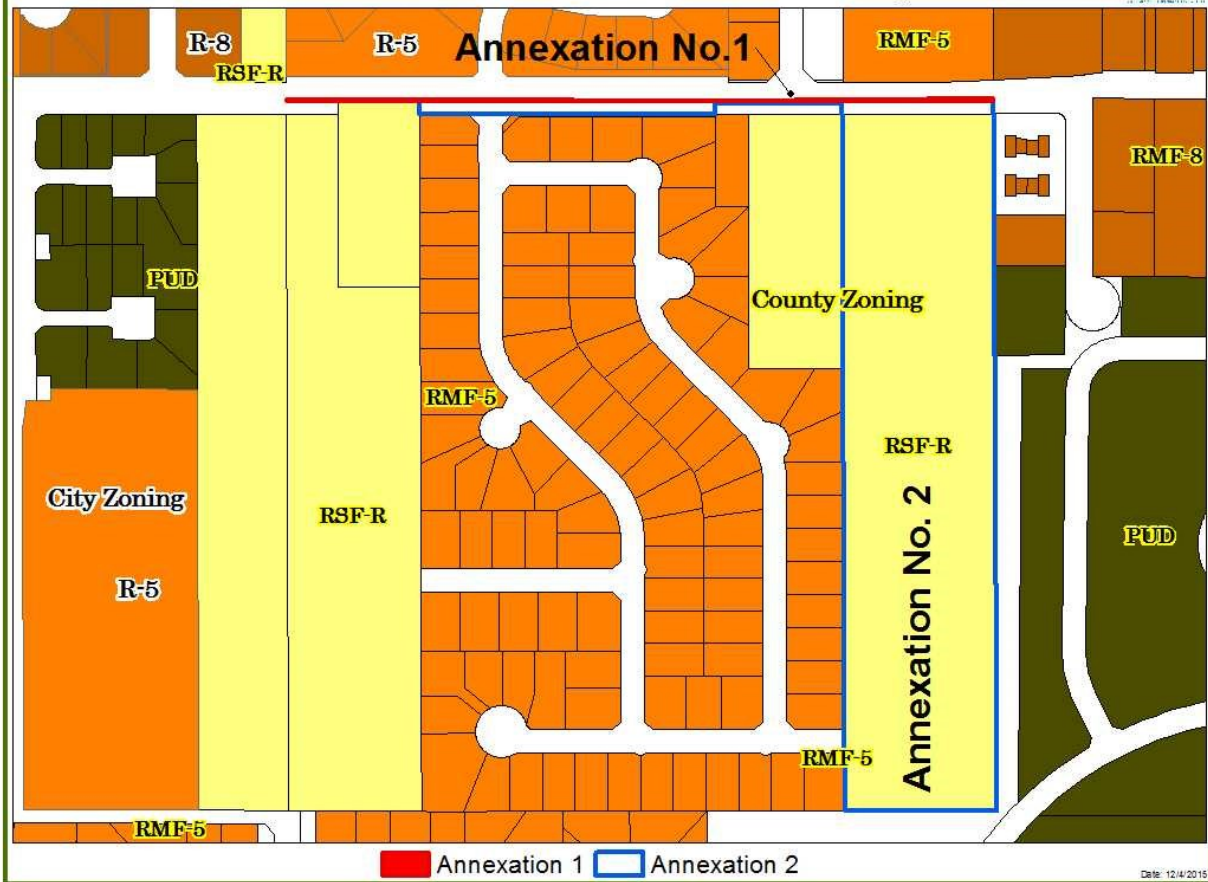 R-8
R-5
Annexation No.1
RMF-5
RSF-R
RMF-8
PUD
County Zoning
RMF-5
RSF-R
City Zoning
RSF-R
Annexation No. 2
PUD
R-5
RMF-5
RMF-5
Annexation 1
Annexation 2
Date: 12/4/2015